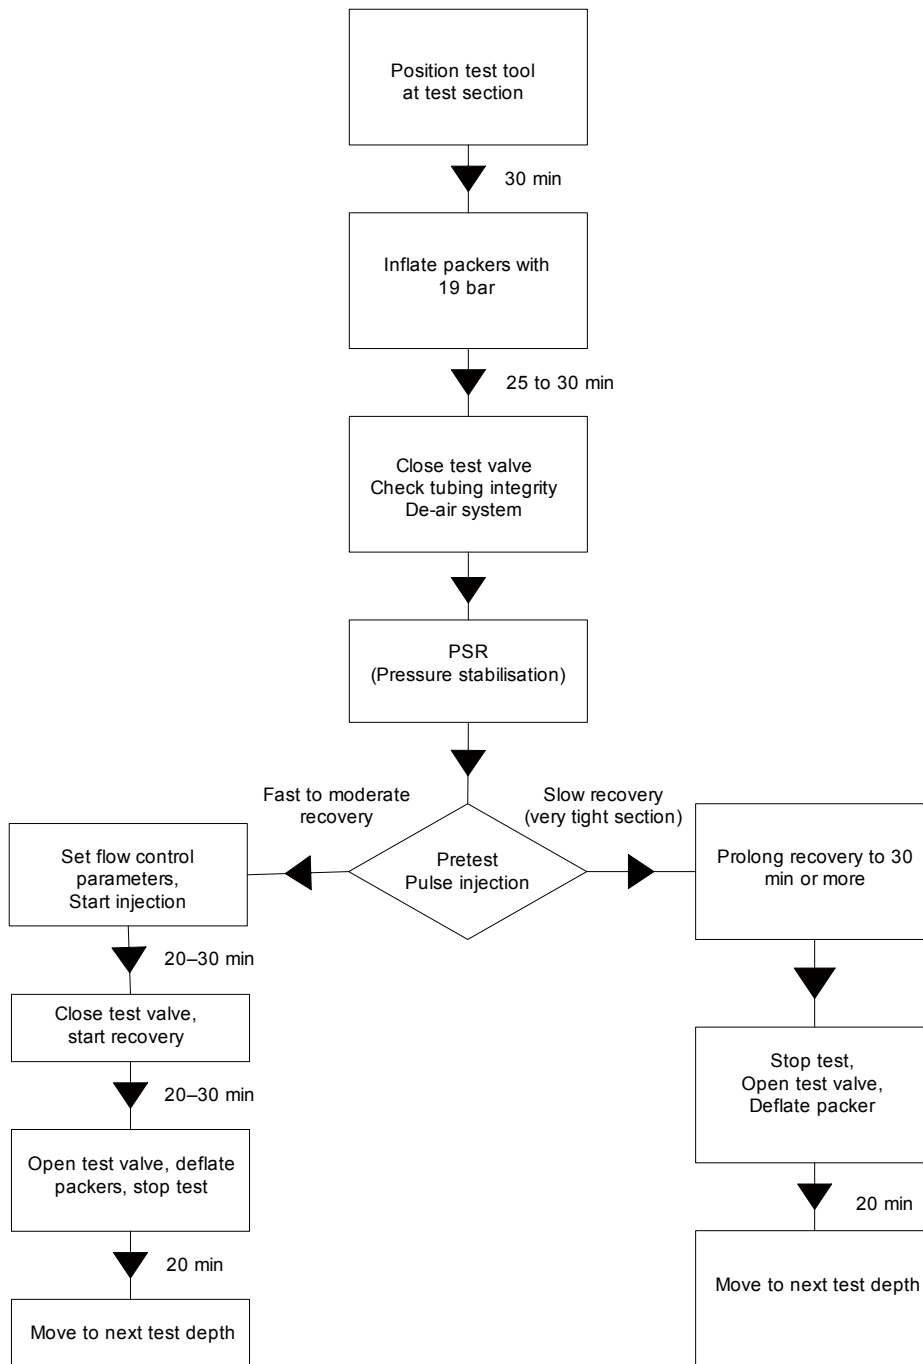 Position test tool
at test section
30 min
Inflate packers with
19 bar
25 to 30 min
Close test valve
Check tubing integrity
De-air system
PSR
(Pressure stabilisation)
Fast to moderate
recovery
Slow recovery
(very tight section)
Pretest
Pulse injection
Set flow control
parameters,
Start injection
20–30 min
Close test valve,
start recovery
20–30 min
Open test valve, deflate
packers, stop test
20 min
Move to next test depth
Prolong recovery to 30
min or more
Stop test,
Open test valve,
Deflate packer
20 min
Move to next test depth